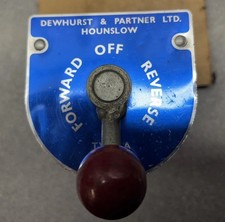 DEWHURST & PARTNER LTD.
HOUNSLOW
OFF
FORWARD
REVERSE